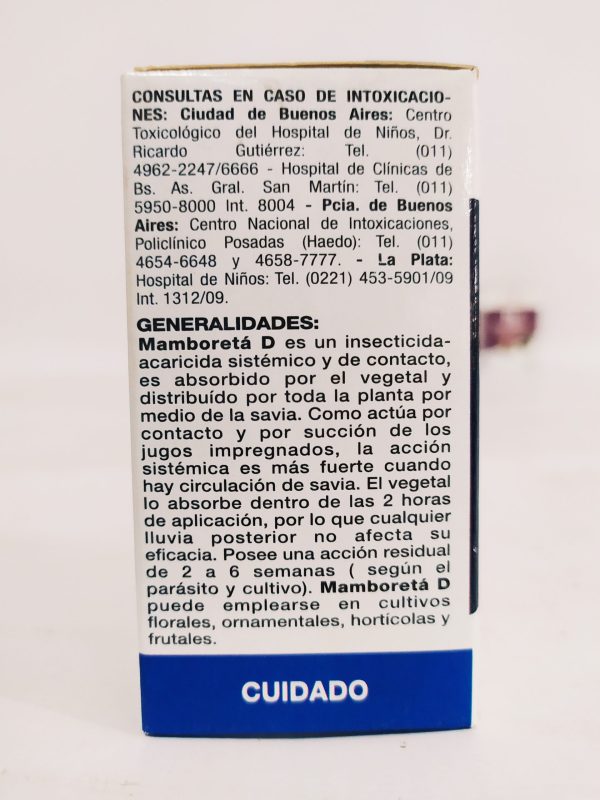 CONSULTAS EN CASO DE INTOXICACIO-
NES: Ciudad de Buenos Aires: Centro
Toxicológico del Hospital de Niños, Dr.
Ricardo Gutiérrez: Tel. (011)
4962-2247/6666 - Hospital de Clínicas de
Bs. As. Gral. San Martín: Tel. (011)
5950-8000 Int. 8004 - Pcia. de Buenos
Aires: Centro Nacional de Intoxicaciones,
Policlínico Posadas (Haedo): Tel. (011)
4654-6648 y 4658-7777. - La Plata:
Hospital de Niños: Tel. (0221) 453-5901/09
Int. 1312/09.
GENERALIDADES:
Mamboretá D es un insecticida-
acaricida sistémico y de contacto,
es absorbido por el vegetal y
distribuído por toda la planta por
medio de la savia. Como actúa por
contacto y por succión de los
jugos impregnados, la acción
sistémica es más fuerte cuando
hay circulación de savia. El vegetal
lo absorbe dentro de las 2 horas
de aplicación, por lo que cualquier
lluvia posterior no afecta su
eficacia. Posee una acción residual
de 2 a 6 semanas ( según el
parásito y cultivo). Mamboretá D
puede emplearse en cultivos
florales, ornamentales, hortícolas y
frutales.
CUIDADO